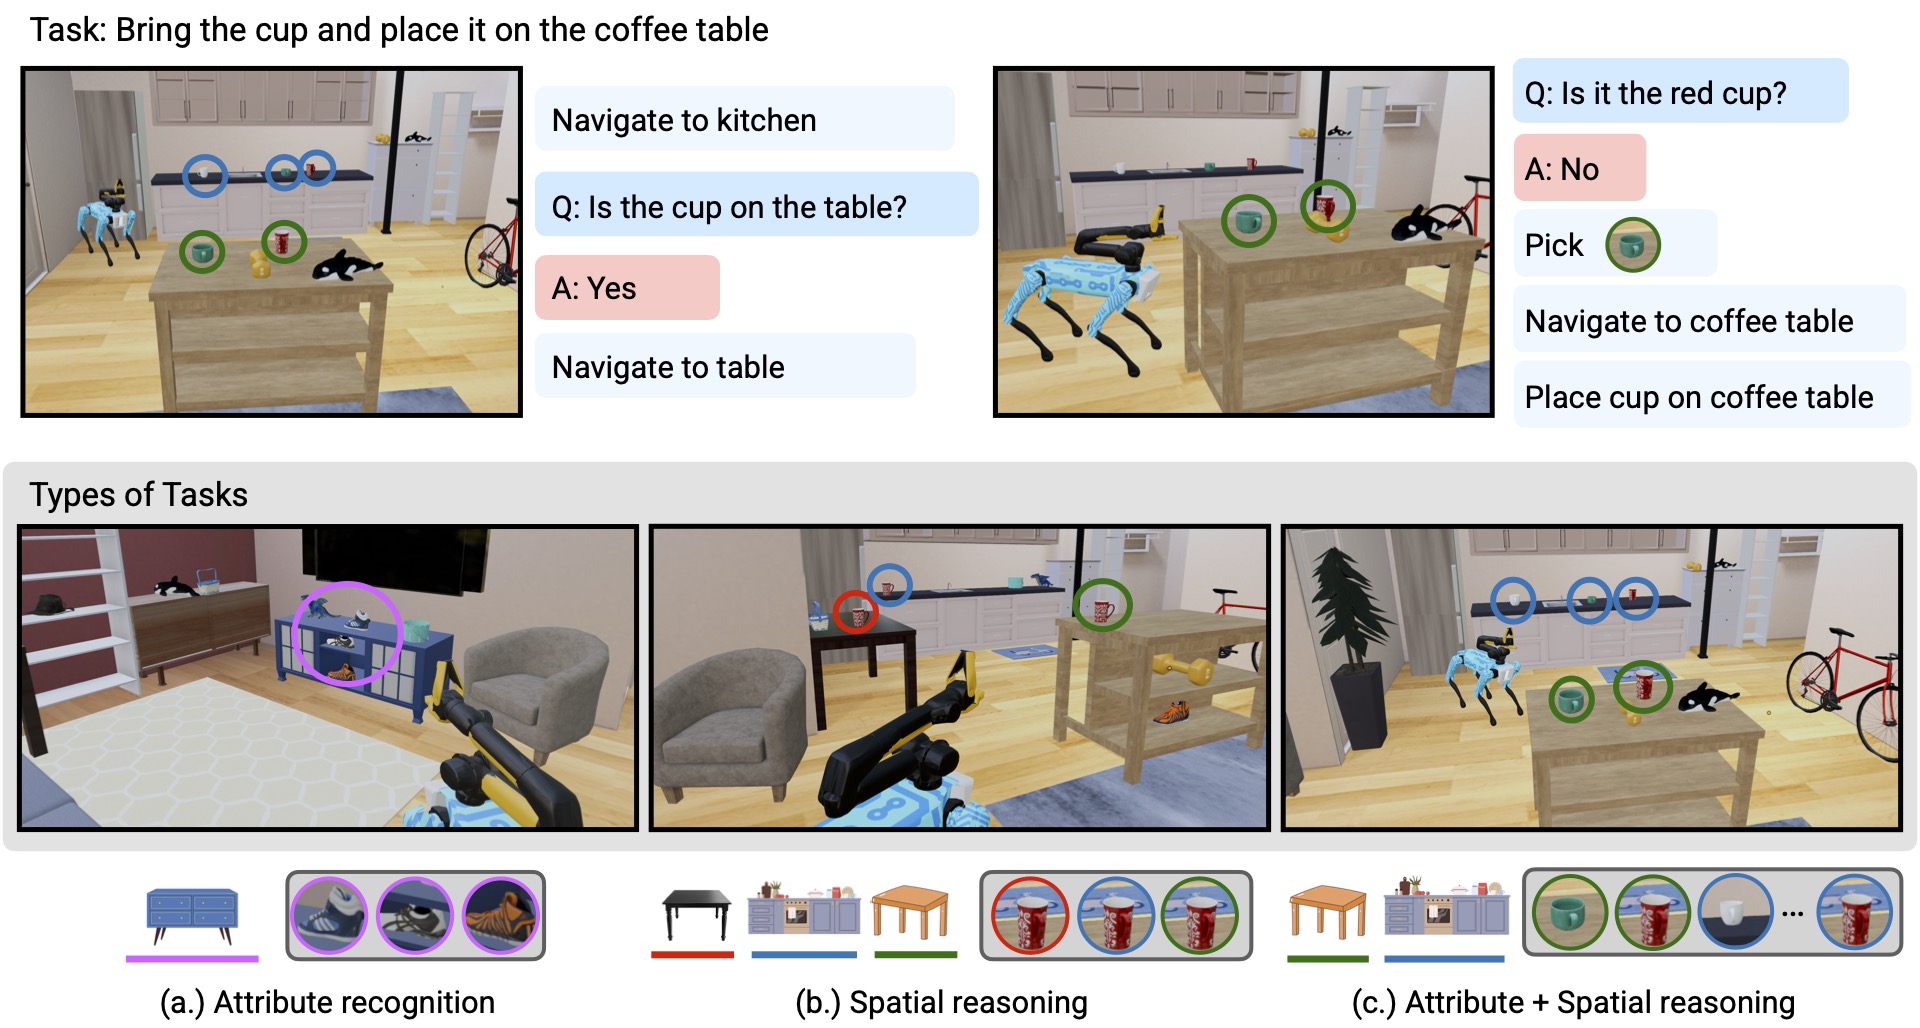 Task: Bring the cup and place it on the coffee table
Navigate to kitchen
Q: Is the cup on the table?
A: Yes
Navigate to table
Q: Is it the red cup?
A: No
Pick
Navigate to coffee table
Place cup on coffee table
Types of Tasks
...
(a.) Attribute recognition
(b.) Spatial reasoning
(c.) Attribute + Spatial reasoning